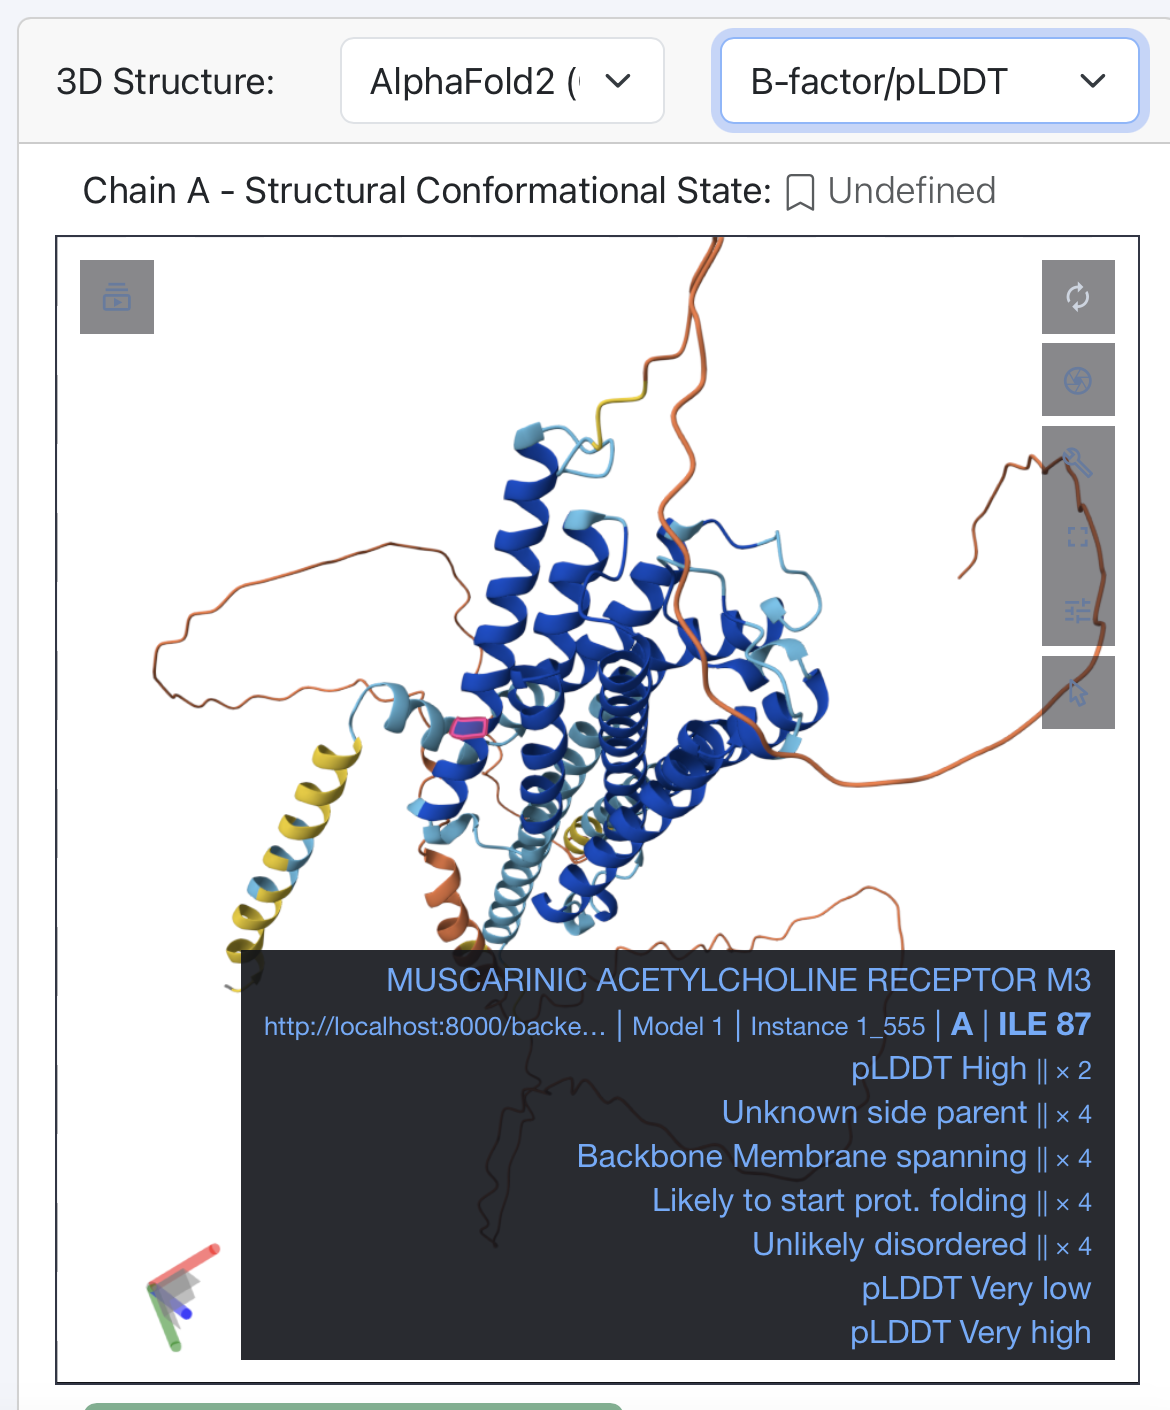 3D Structure:
AlphaFold2 (
B-factor/pLDDT
Chain A - Structural Conformational State: Undefined
MUSCARINIC ACETYLCHOLINE RECEPTOR M3
http://localhost:8000/backe... | Model 1 | Instance 1_555 | A | ILE 87
pLDDT High || × 2
Unknown side parent || × 4
Backbone Membrane spanning || × 4
Likely to start prot. folding || × 4
Unlikely disordered || × 4
pLDDT Very low
pLDDT Very high